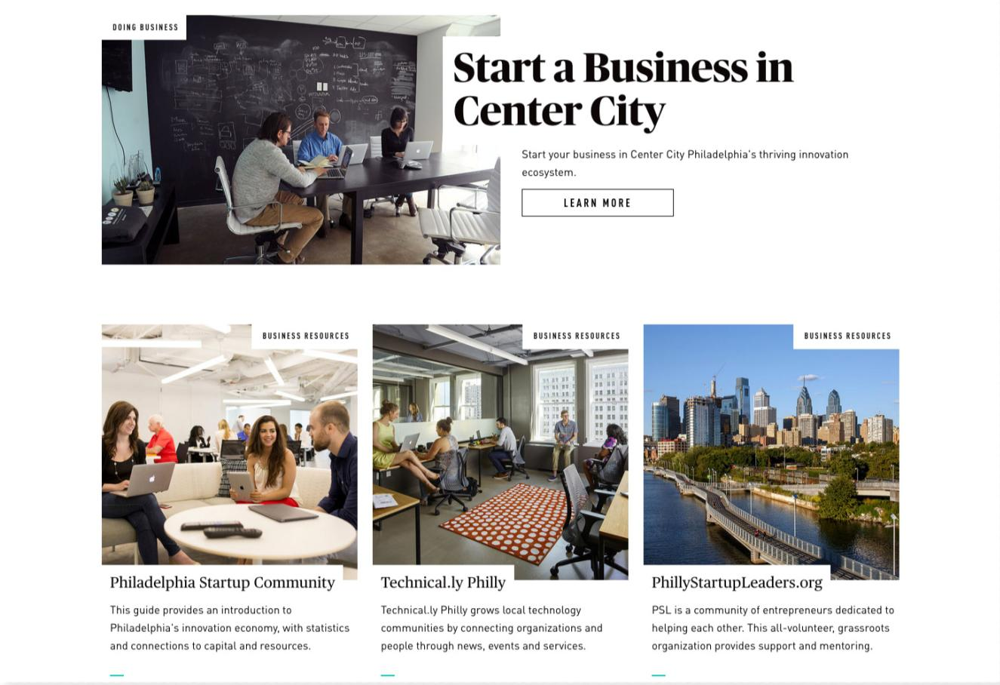 DOING BUSINESS
Start a Business in
Center City
Start your business in Center City Philadelphia's thriving innovation
ecosystem.
LEARN MORE
BUSINESS RESOURCES
Philadelphia Startup Community
This guide provides an introduction to
Philadelphia's innovation economy, with statistics
and connections to capital and resources.
BUSINESS RESOURCES
Technical.ly Philly
Technical.ly Philly grows local technology
communities by connecting organizations and
people through news, events and services.
BUSINESS RESOURCES
PhillyStartupLeaders.org
PSL is a community of entrepreneurs dedicated to
helping each other. This all-volunteer, grassroots
organization provides support and mentoring.